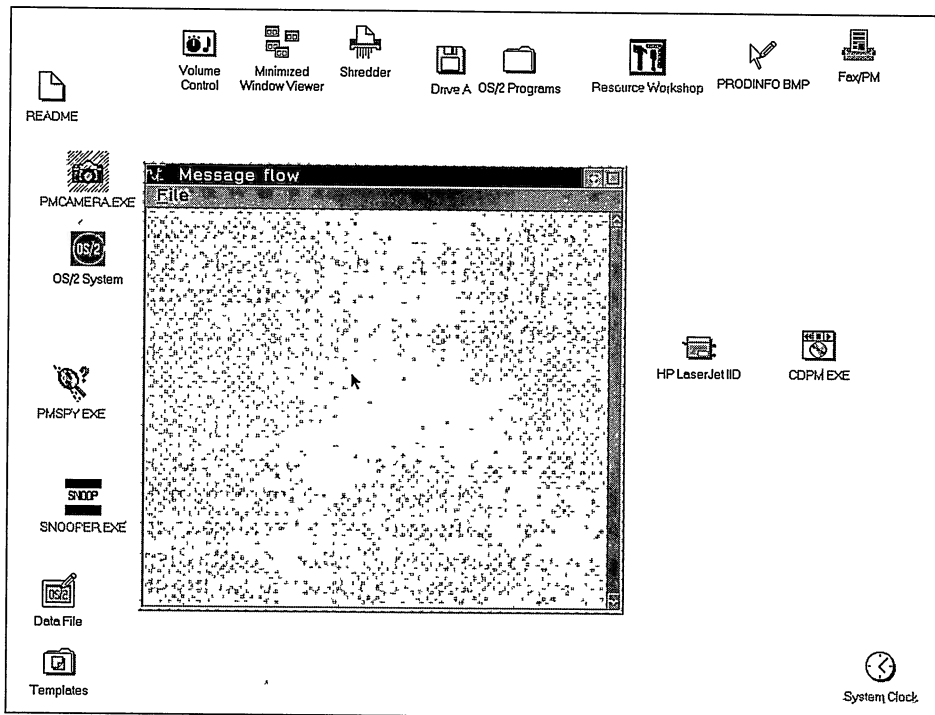 Volume
Control
Minimized
Window Viewer
Shredder
Drive A
OS/2 Programs
Resource Workshop
PRODINFO BMP
Fax/PM
README
PMCAMERA.EXE
OS/2
OS/2 System
Message flow
File
HP LaserJet IID
CDPM EXE
PMSPY EXE
SNOOP
SNOOPER.EXE
OS/2
Data File
Templates
System Clock